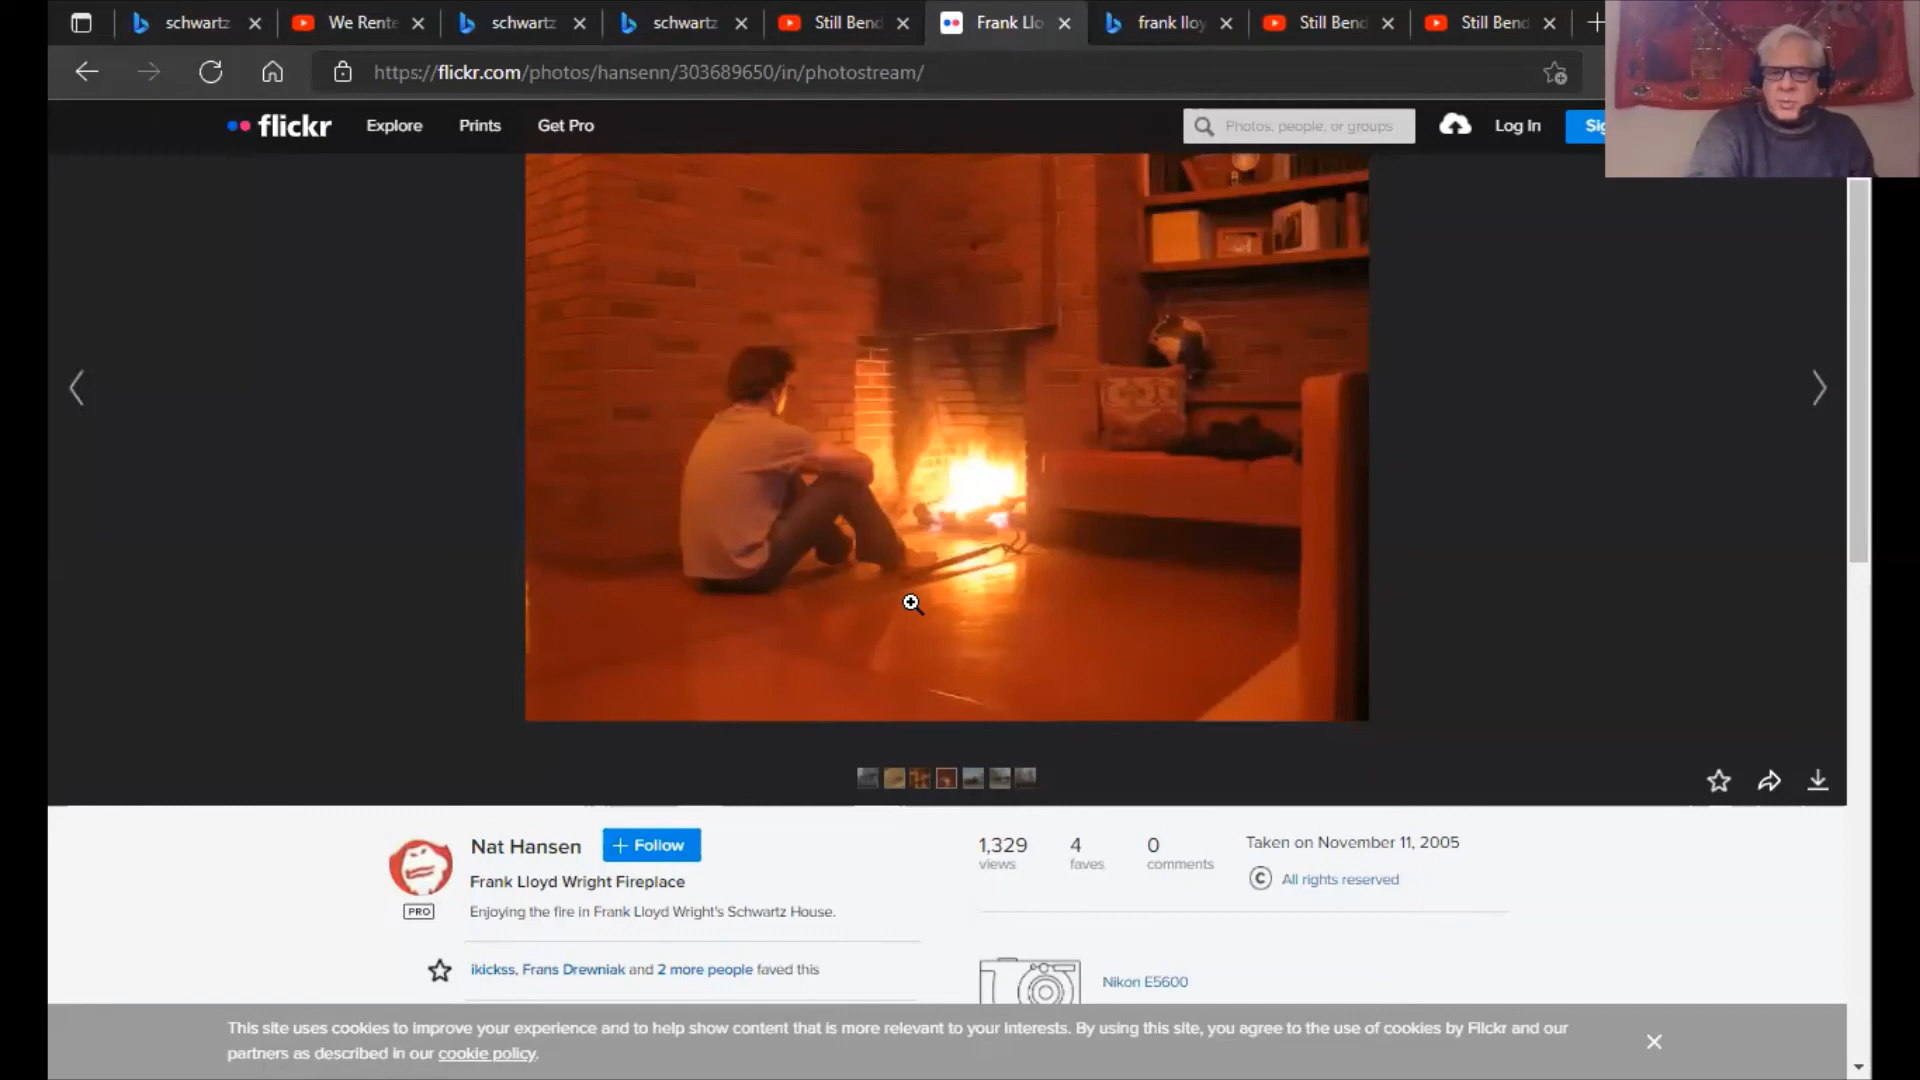 schwartz
We Rente
schwartz
schwartz
Still Bend
Frank Llo
frank lloy
Still Bend
Still Bend
https://flickr.com/photos/hansenn/303689650/in/photostream/
flickr
Explore
Prints
Get Pro
Photos, people, or groups
Log In
Sig
Nat Hansen
+ Follow
Frank Lloyd Wright Fireplace
PRO
Enjoying the fire in Frank Lloyd Wright's Schwartz House.
ikickss, Frans Drewniak and 2 more people faved this
1,329
views
4
faves
0
comments
Taken on November 11, 2005
© All rights reserved
Nikon E5600
This site uses cookies to improve your experience and to help show content that is more relevant to your interests. By using this site, you agree to the use of cookies by Flickr and our
partners as described in our cookie policy.